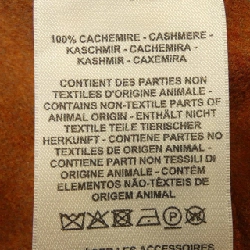 100% CACHEMIRE - CASHMERE -
KASCHMIR - CACHEMIRA -
KASHMIR - CAXEMIRA
CONTIENT DES PARTIES NON
TEXTILES D'ORIGINE ANIMALE -
CONTAINS NON-TEXTILE PARTS OF
ANIMAL ORIGIN - ENTHÄLT NICHT
TEXTILE TEILE TIERISCHER
HERKUNFT - CONTIENE PARTES NO
TEXTILES DE ORIGEN ANIMAL -
CONTIENE PARTI NON TESSILI DI
ORIGINE ANIMALE - CONTÉM
ELEMENTOS NÃO-TÊXTEIS DE
ORIGEM ANIMAL
P
LES ACCESSOIRES